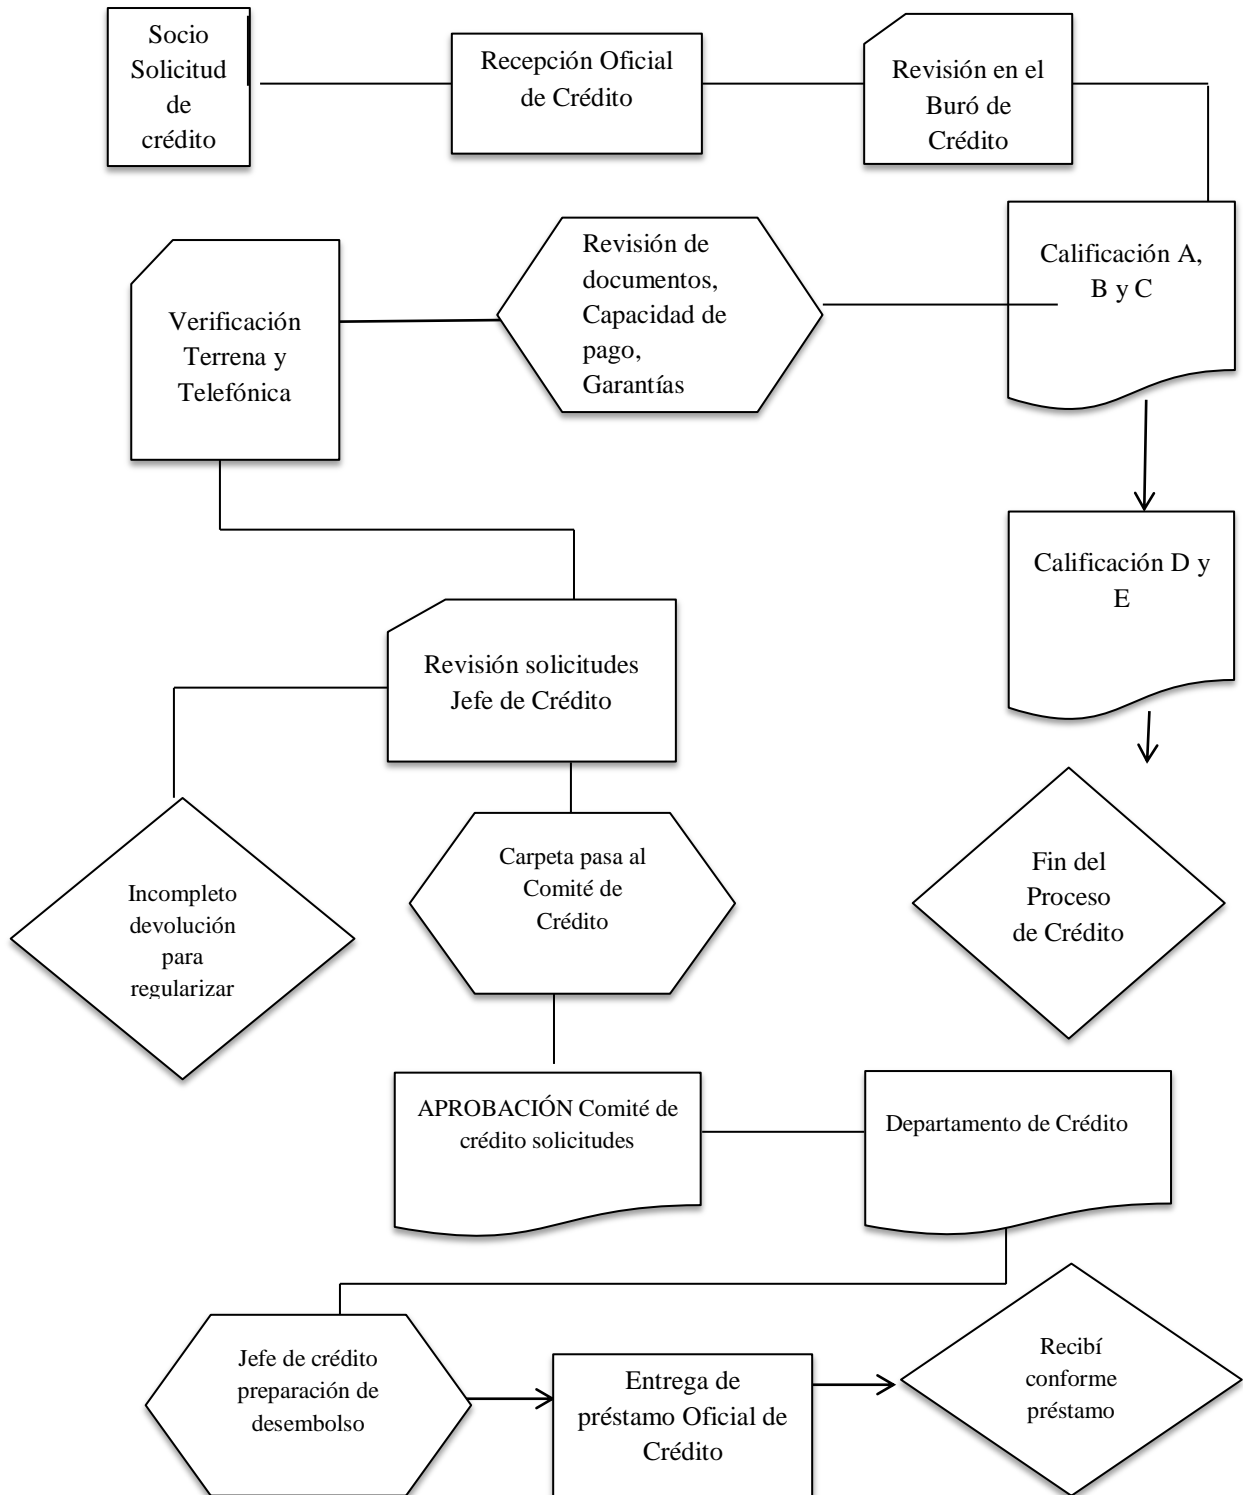 Socio
Solicitud
de
crédito
Recepción Oficial
de Crédito
Revisión en el
Buró de
Crédito
Calificación A,
B y C
Revisión de
documentos,
Capacidad de
pago,
Garantías
Verificación
Terrena y
Telefónica
Calificación D y
E
Revisión solicitudes
Jefe de Crédito
Incompleto
devolución
para
regularizar
Carpeta pasa al
Comité de
Crédito
Fin del
Proceso
de Crédito
APROBACIÓN Comité de
crédito solicitudes
Departamento de Crédito
Jefe de crédito
preparación de
desembolso
Entrega de
préstamo Oficial de
Crédito
Recibí
conforme
préstamo